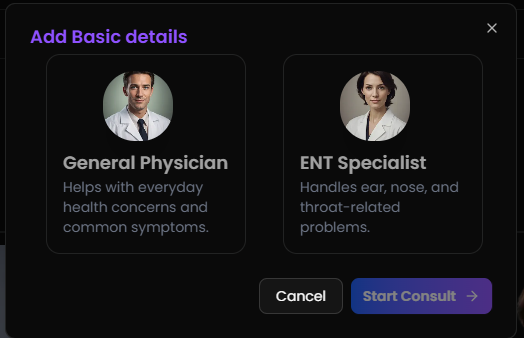 Add Basic details
General Physician
Helps with everyday
health concerns and
common symptoms.
ENT Specialist
Handles ear, nose, and
throat-related
problems.
Cancel
Start Consult